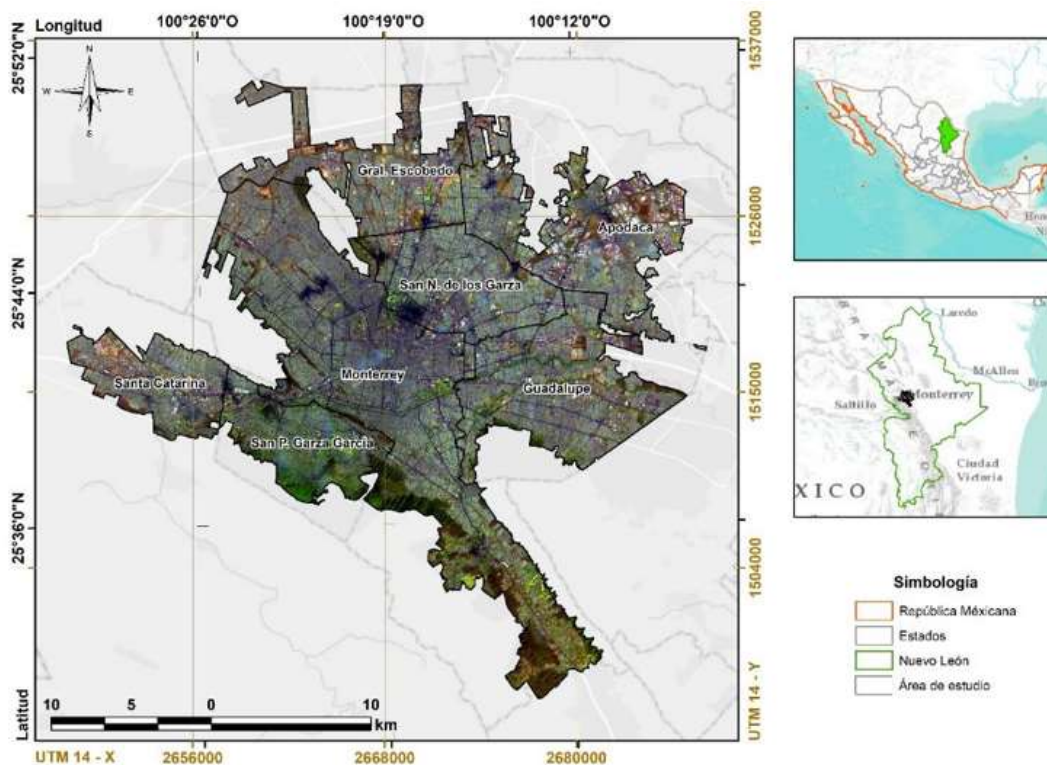 Longitud
100°26'0"O
100°19'0"O
100°12'0"O
25°52'0"N
25°44'0"N
25°36'0"N
Latitud
N
W
E
S
Gral. Escobedo
Apodaca
San N. de los Garza
Santa Catarina
Monterrey
Guadalupe
San P. Garza García
10
5
0
10
km
UTM 14 - X
2656000
2668000
2680000
1537000
1526000
1515000
1504000
UTM 14 - Y
Laredo
McAllen
Monterrey
Saltillo
Ciudad
Victoria
XICO
Simbología
República Méxicana
Estados
Nuevo León
Área de estudio